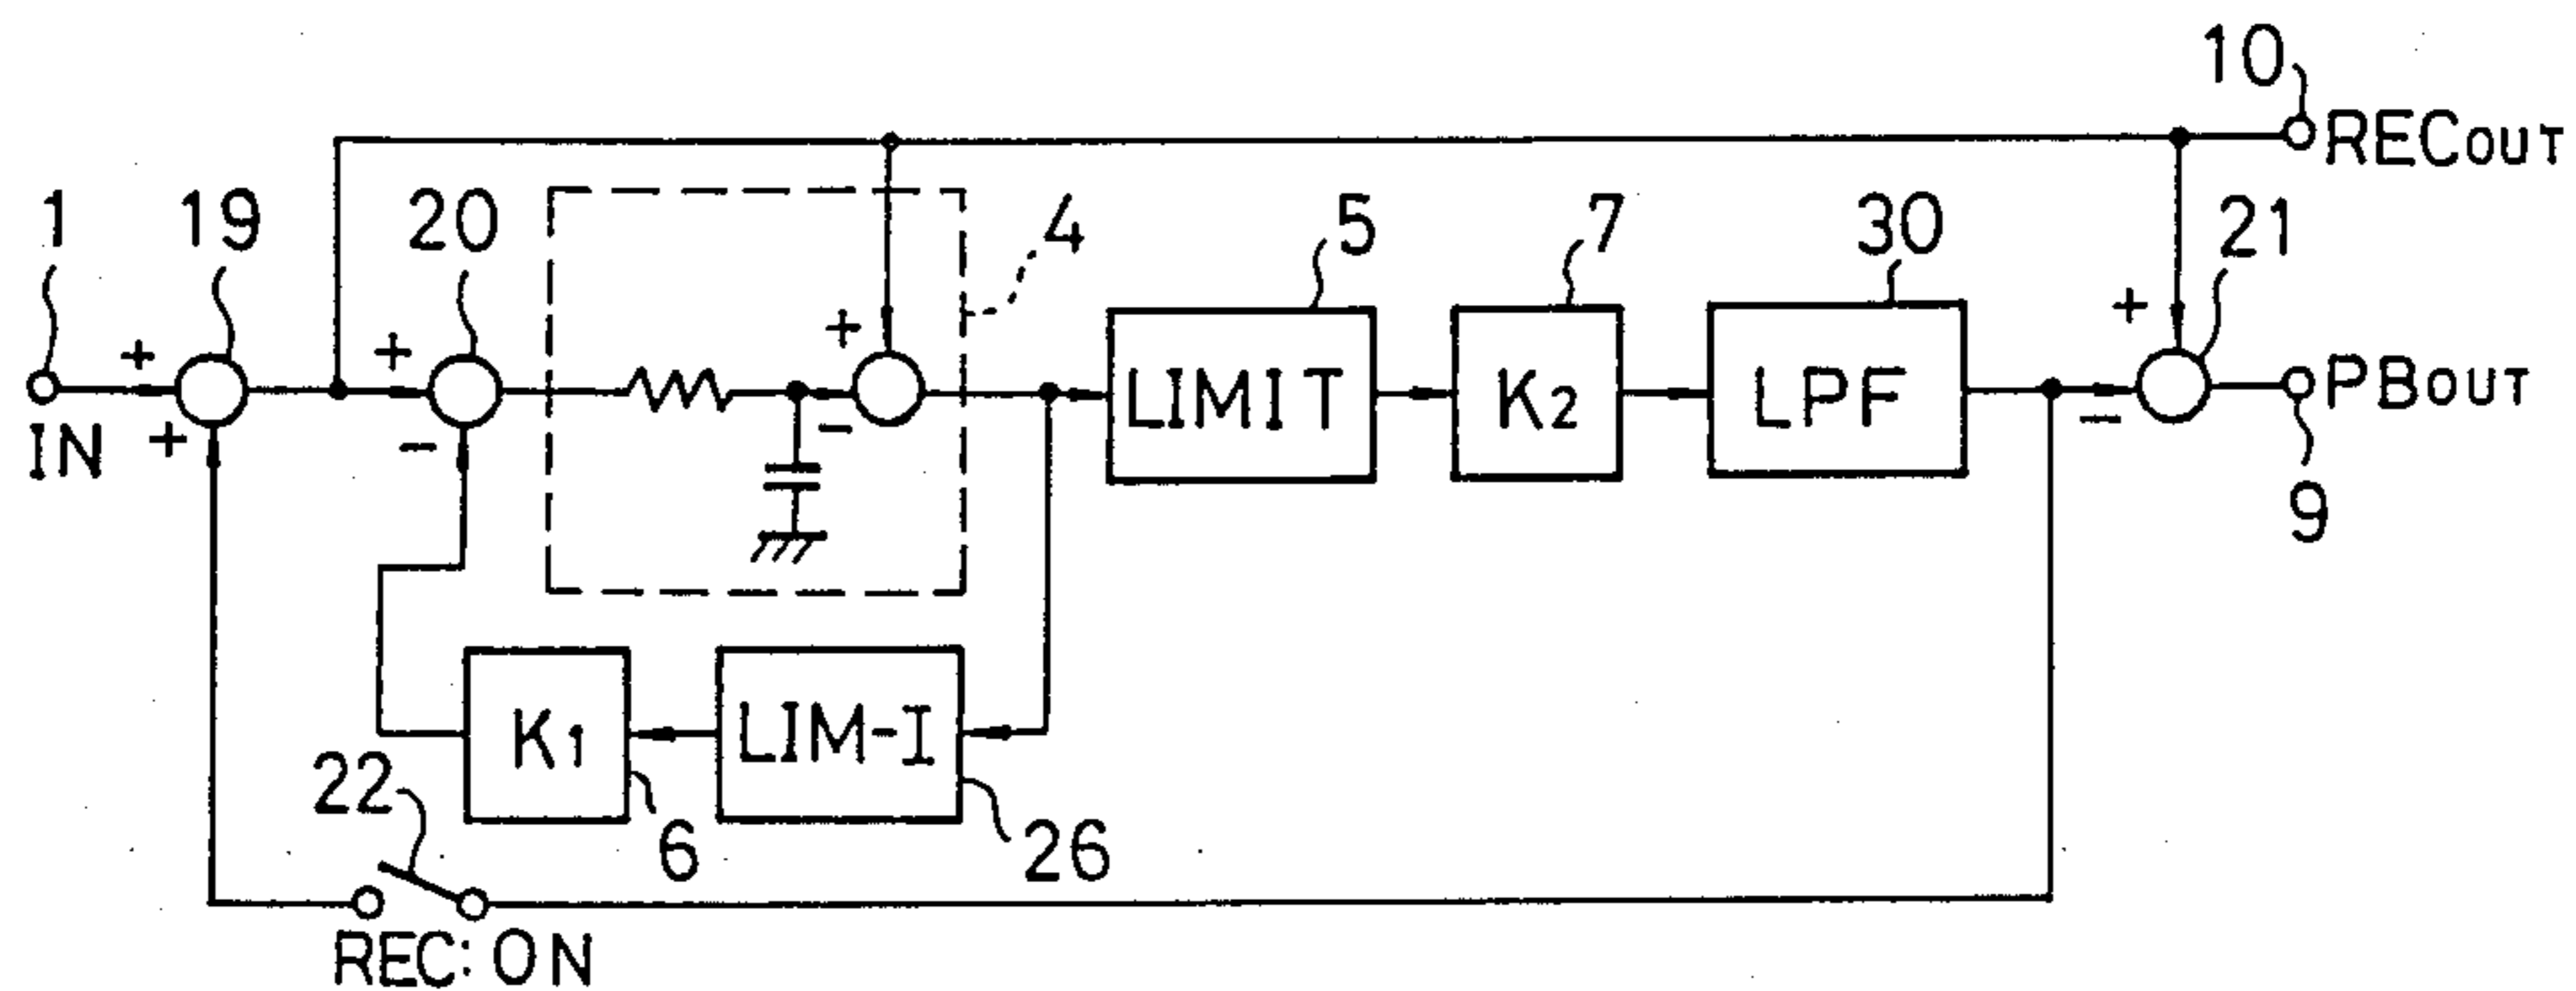 10
RECOUT
1
19
20
4
5
7
30
21
+
+
+
+
IN
+
-
-
LIMIT
K2
LPF
-
PBOUT
9
K1
LIM-I
22
6
26
REC: ON